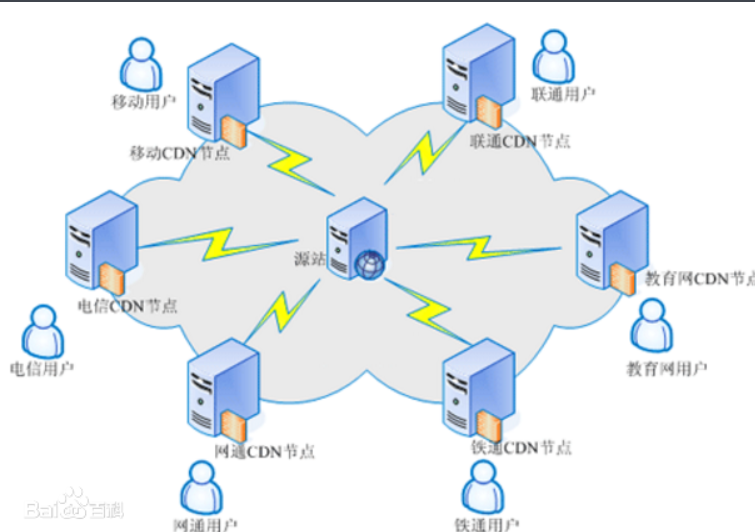 移动用户
联通用户
移动CDN节点
联通CDN节点
源站
教育网CDN节点
电信CDN节点
电信用户
教育网用户
网通CDN节点
铁通CDN节点
Bai百科
网通用户
铁通用户